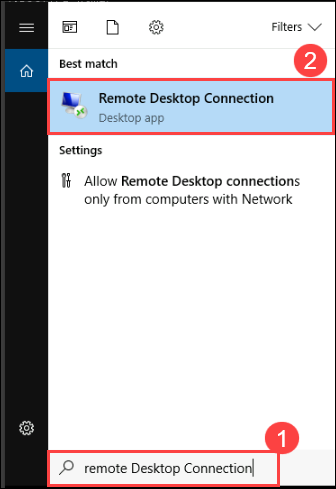 Filters
Best match
2
Remote Desktop Connection
Desktop app
Settings
Allow Remote Desktop connections
only from computers with Network
1
remote Desktop Connection